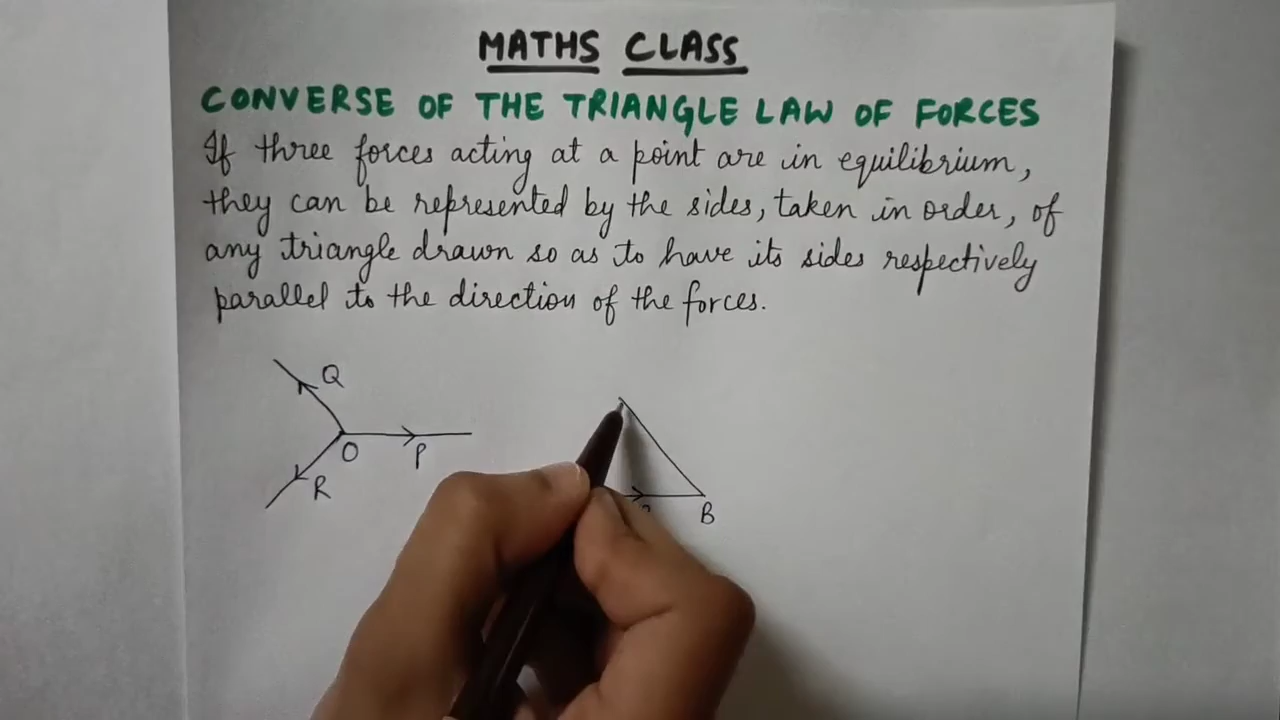 MATHS CLASS
CONVERSE OF THE TRIANGLE LAW OF FORCES
If three forces acting at a point are in equilibrium,
they can be represented by the sides, taken in order, of
any triangle drawn so as to have its sides respectively
parallel to the direction of the forces.
Q
O
P
R
B